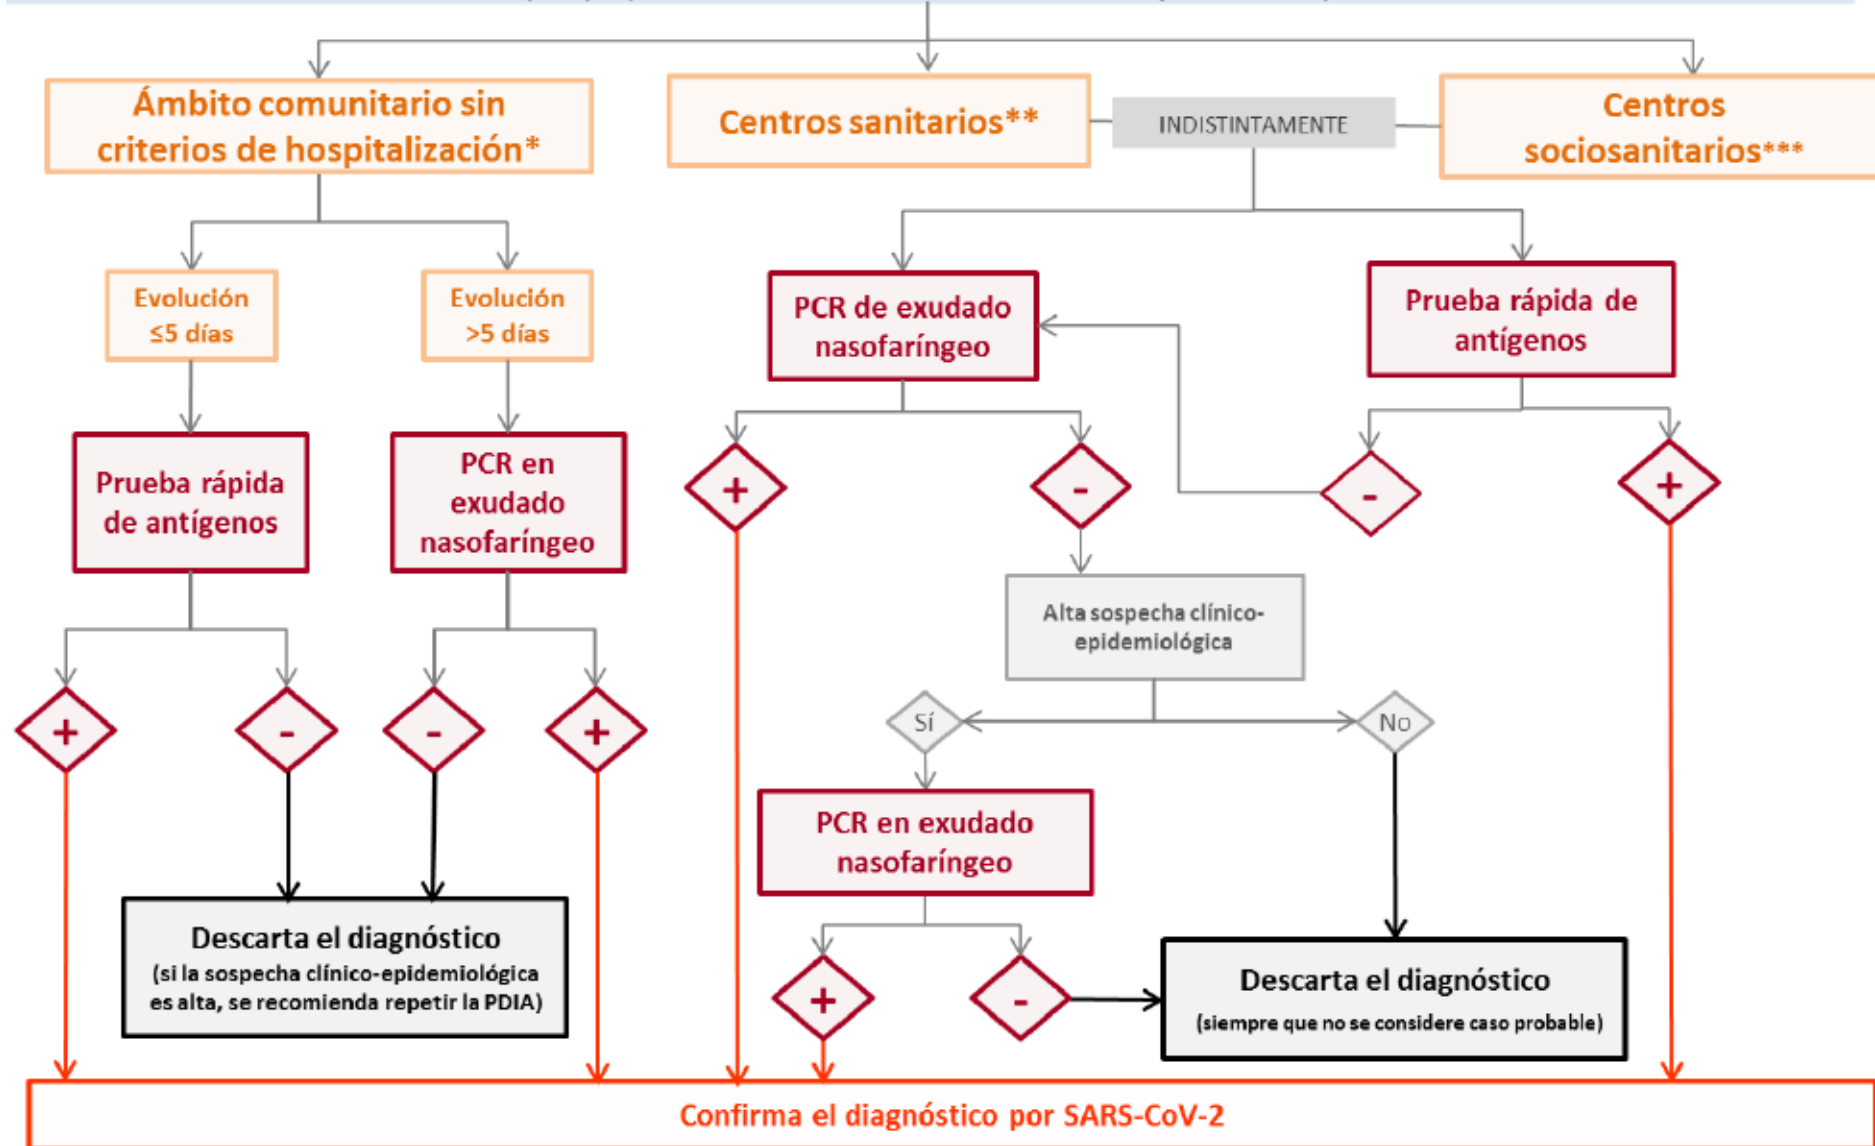 Ámbito comunitario sin
criterios de hospitalización*
Centros sanitarios**
INDISTINTAMENTE
Centros
sociosanitarios***
Evolución
≤5 días
Evolución
>5 días
PCR de exudado
nasofaríngeo
Prueba rápida de
antígenos
Prueba rápida
de antígenos
PCR en
exudado
nasofaríngeo
+
-
-
+
Alta sospecha clínico-
epidemiológica
+
-
-
+
Sí
No
PCR en exudado
nasofaríngeo
Descarta el diagnóstico
(si la sospecha clínico-epidemiológica
es alta, se recomienda repetir la PDIA)
+
-
Descarta el diagnóstico
(siempre que no se considere caso probable)
Confirma el diagnóstico por SARS-CoV-2